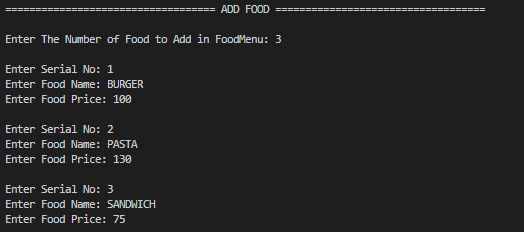 =================================== ADD FOOD ===================================
Enter The Number of Food to Add in FoodMenu: 3
Enter Serial No: 1
Enter Food Name: BURGER
Enter Food Price: 100
Enter Serial No: 2
Enter Food Name: PASTA
Enter Food Price: 130
Enter Serial No: 3
Enter Food Name: SANDWICH
Enter Food Price: 75